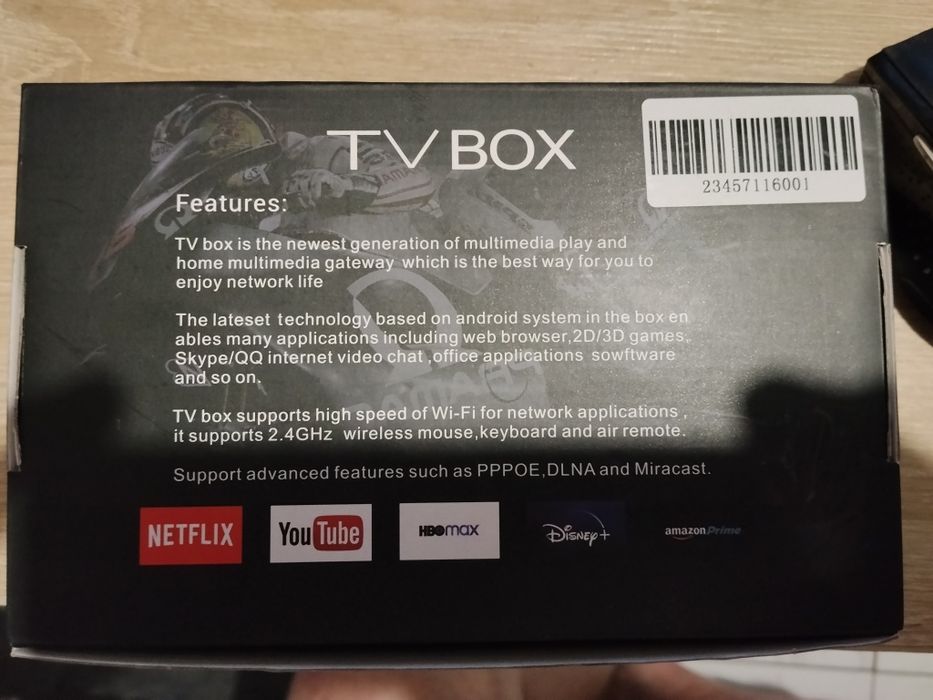 TV BOX
23457116001
Features:
TV box is the newest generation of multimedia play and
home multimedia gateway which is the best way for you to
enjoy network life
The lateset technology based on android system in the box en
ables many applications including web browser,2D/3D games,
Skype/QQ internet video chat ,office applications sowftware
and so on.
TV box supports high speed of Wi-Fi for network applications ,
it supports 2.4GHz wireless mouse,keyboard and air remote.
Support advanced features such as PPPOE,DLNA and Miracast.
NETFLIX YouTube HBOmax Disney+ amazon Prime